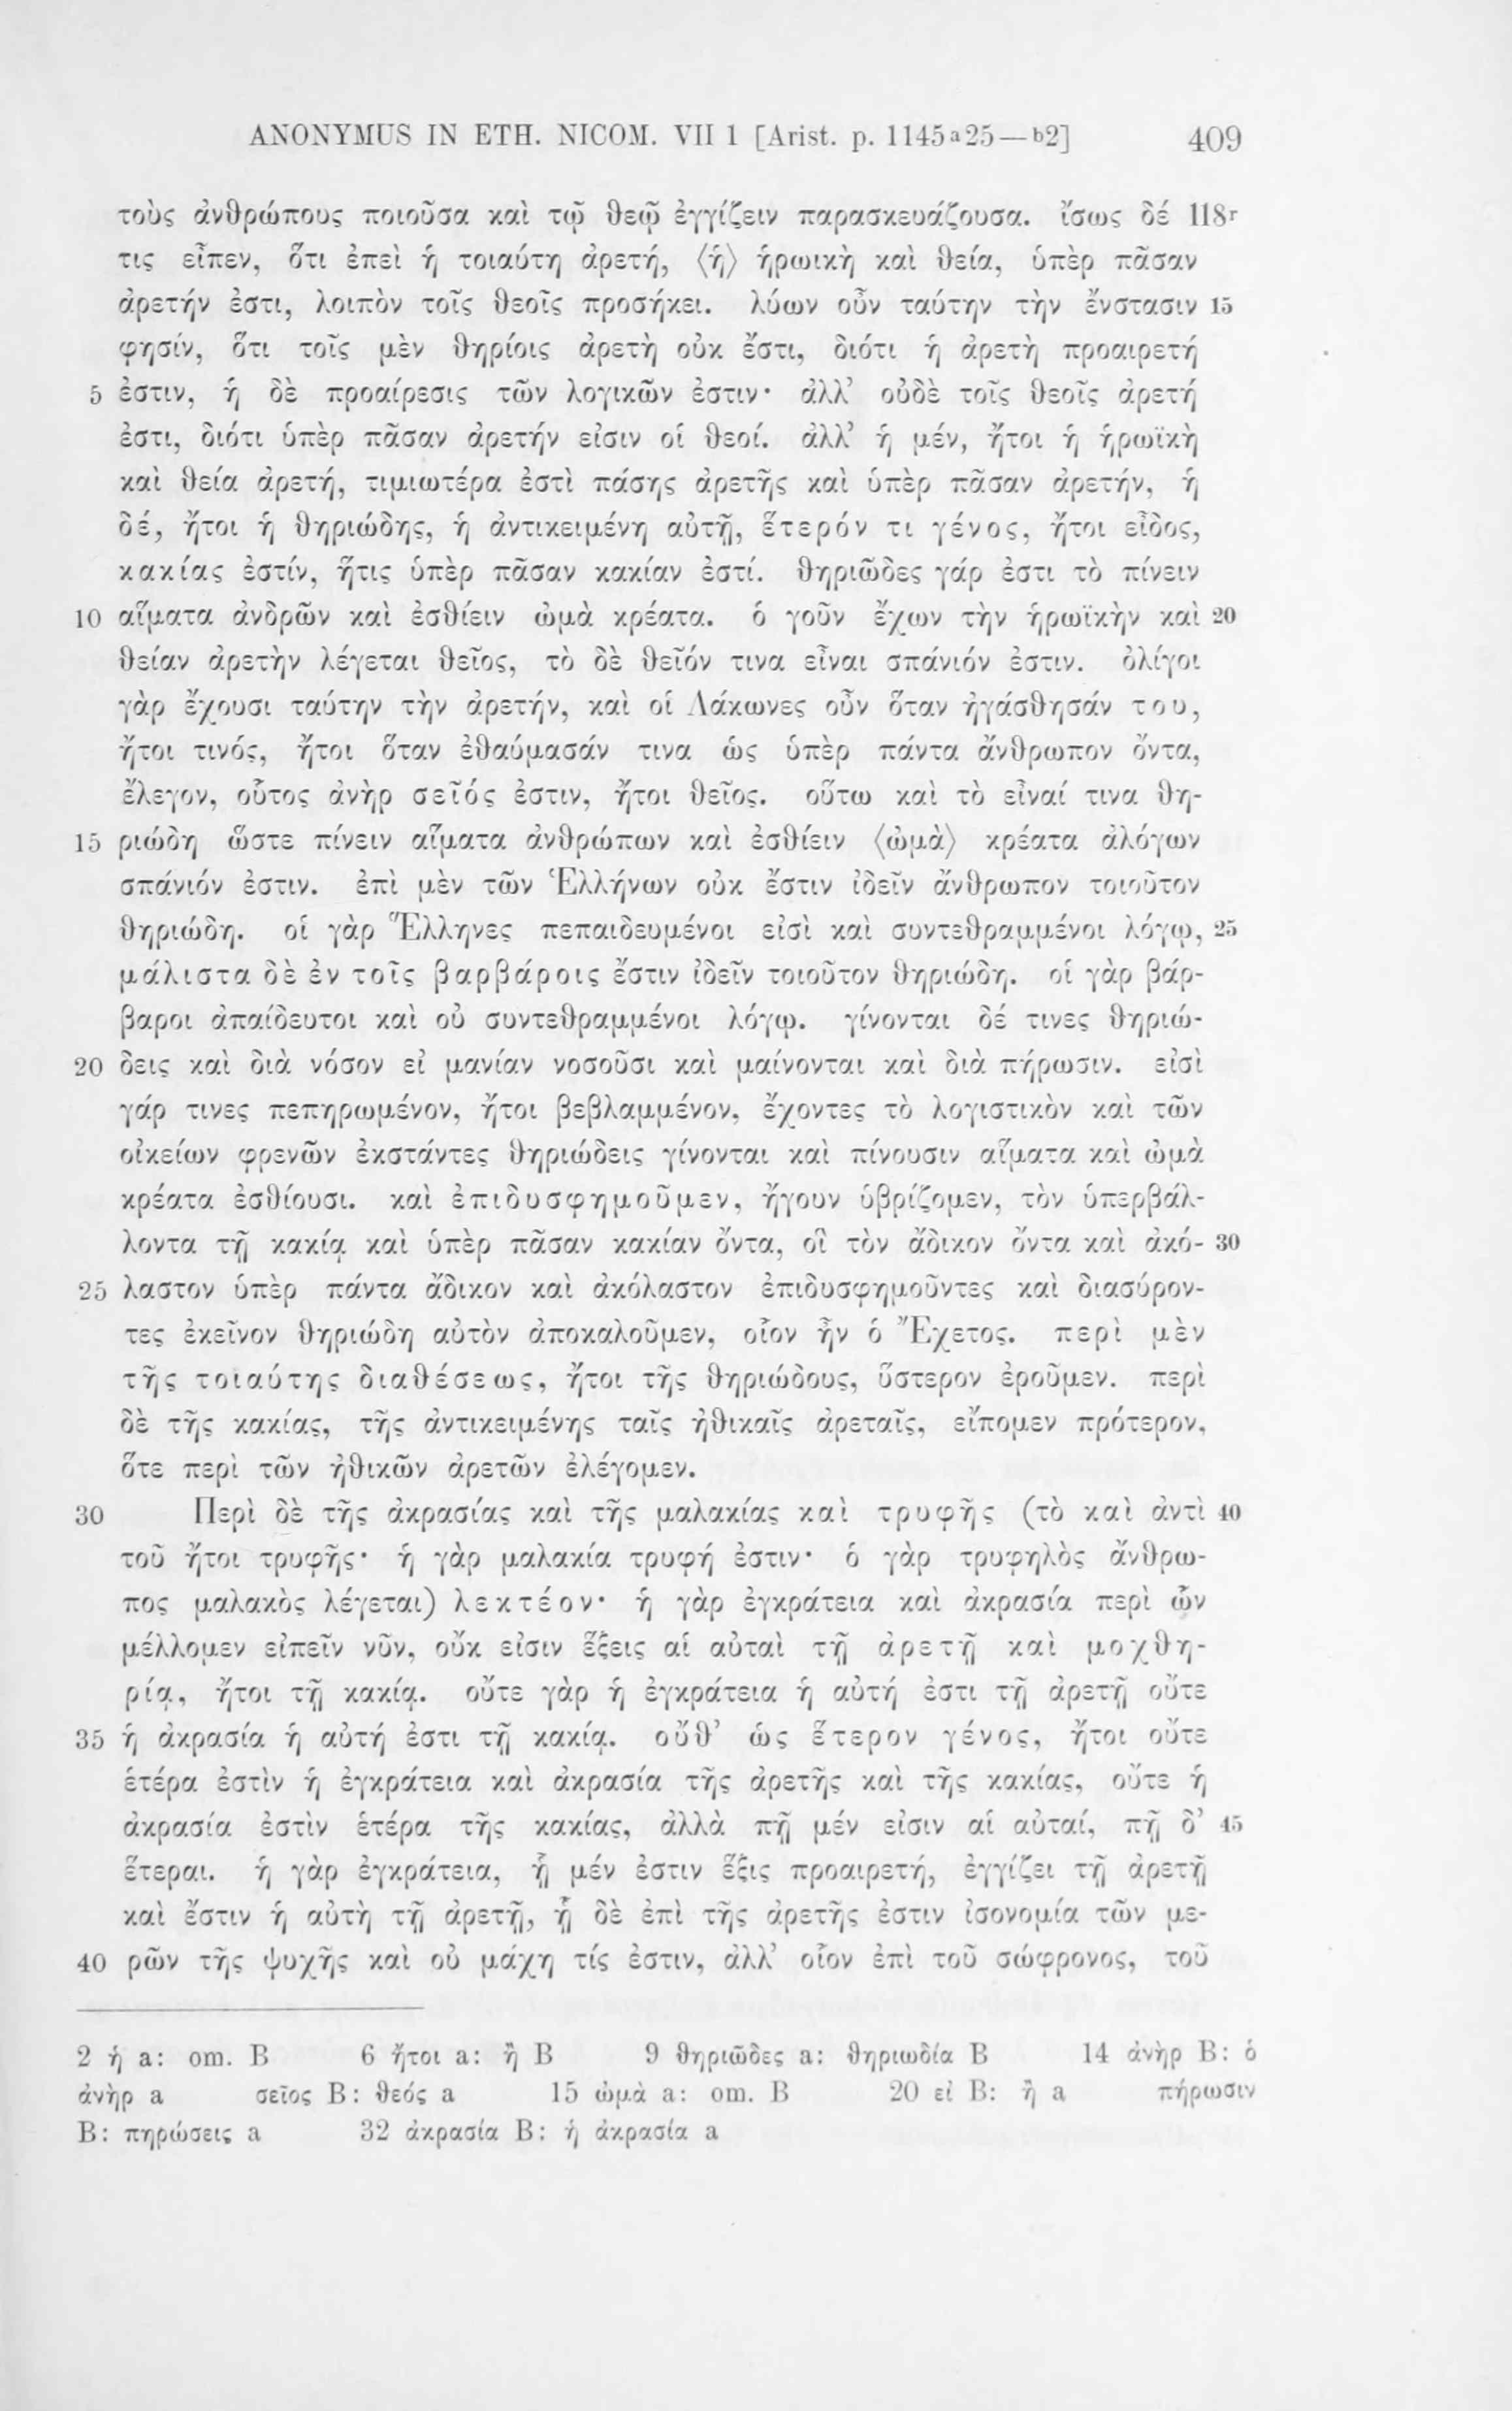 ANONYMUS IN ETH. NICOM. VII 1 [Arist. p. 1145a25—b2] 409
τοὺς ἀνθρώπους ποιοῦσα καὶ τῷ θεῷ ἐγγίζειν παρασκευάζουσα. ἴσως δέ 118r
τις εἶπεν, ὅτι ἐπεὶ ἡ τοιαύτη ἀρετή, ⟨ἡ⟩ ἡρωικὴ καὶ θεία, ὑπὲρ πᾶσαν
ἀρετήν ἐστι, λοιπὸν τοῖς θεοῖς προσήκει. λύων οὖν ταύτην τὴν ἔνστασιν 15
φησίν, ὅτι τοῖς μὲν θηρίοις ἀρετὴ οὐκ ἔστι, διότι ἡ ἀρετὴ προαιρετή
5 ἐστιν, ἡ δὲ προαίρεσις τῶν λογικῶν ἐστιν· ἀλλ’ οὐδὲ τοῖς θεοῖς ἀρετή
ἐστι, διότι ὑπὲρ πᾶσαν ἀρετήν εἰσιν οἱ θεοί. ἀλλ’ ἡ μέν, ἤτοι ἡ ἡρωϊκὴ
καὶ θεία ἀρετή, τιμιωτέρα ἐστὶ πάσης ἀρετῆς καὶ ὑπὲρ πᾶσαν ἀρετήν, ἡ
δέ, ἤτοι ἡ θηριώδης, ἡ ἀντικειμένη αὐτῇ, ἕτερόν τι γένος, ἤτοι εἶδος,
κακίας ἐστίν, ἥτις ὑπὲρ πᾶσαν κακίαν ἐστί. θηριῶδες γάρ ἐστι τὸ πίνειν
10 αἵματα ἀνδρῶν καὶ ἐσθίειν ὠμὰ κρέατα. ὁ γοῦν ἔχων τὴν ἡρωϊκὴν καὶ 20
θείαν ἀρετὴν λέγεται θεῖος, τὸ δὲ θεῖόν τινα εἶναι σπάνιόν ἐστιν. ὀλίγοι
γὰρ ἔχουσι ταύτην τὴν ἀρετήν, καὶ οἱ Λάκωνες οὖν ὅταν ἠγάσθησάν του,
ἤτοι τινός, ἤτοι ὅταν ἐθαύμασάν τινα ὡς ὑπὲρ πάντα ἄνθρωπον ὄντα,
ἔλεγον, οὗτος ἀνὴρ σεῖός ἐστιν, ἤτοι θεῖος. οὕτω καὶ τὸ εἶναί τινα θη-
15 ριώδη ὥστε πίνειν αἵματα ἀνθρώπων καὶ ἐσθίειν ⟨ὠμὰ⟩ κρέατα ἀλόγων
σπάνιόν ἐστιν. ἐπὶ μὲν τῶν Ἑλλήνων οὐκ ἔστιν ἰδεῖν ἄνθρωπον τοιοῦτον
θηριώδη. οἱ γὰρ Ἕλληνες πεπαιδευμένοι εἰσὶ καὶ συντεθραμμένοι λόγῳ, 25
μάλιστα δὲ ἐν τοῖς βαρβάροις ἔστιν ἰδεῖν τοιοῦτον θηριώδη. οἱ γὰρ βάρ-
βαροι ἀπαίδευτοι καὶ οὐ συντεθραμμένοι λόγῳ. γίνονται δέ τινες θηριώ-
20 δεις καὶ διὰ νόσον εἰ μανίαν νοσοῦσι καὶ μαίνονται καὶ διὰ πήρωσιν. εἰσὶ
γάρ τινες πεπηρωμένον, ἤτοι βεβλαμμένον, ἔχοντες τὸ λογιστικὸν καὶ τῶν
οἰκείων φρενῶν ἐκστάντες θηριώδεις γίνονται καὶ πίνουσιν αἵματα καὶ ὠμὰ
κρέατα ἐσθίουσι. καὶ ἐπιδυσφημοῦμεν, ἤγουν ὑβρίζομεν, τὸν ὑπερβάλ-
λοντα τῇ κακίᾳ καὶ ὑπὲρ πᾶσαν κακίαν ὄντα, οἳ τὸν ἄδικον ὄντα καὶ ἀκό- 30
25 λαστον ὑπὲρ πάντα ἄδικον καὶ ἀκόλαστον ἐπιδυσφημοῦντες καὶ διασύρον-
τες ἐκεῖνον θηριώδη αὐτὸν ἀποκαλοῦμεν, οἷον ἦν ὁ Ἔχετος. περὶ μὲν
τῆς τοιαύτης διαθέσεως, ἤτοι τῆς θηριώδους, ὕστερον ἐροῦμεν. περὶ
δὲ τῆς κακίας, τῆς ἀντικειμένης ταῖς ἠθικαῖς ἀρεταῖς, εἴπομεν πρότερον,
ὅτε περὶ τῶν ἠθικῶν ἀρετῶν ἐλέγομεν.
30 Περὶ δὲ τῆς ἀκρασίας καὶ τῆς μαλακίας καὶ τρυφῆς (τὸ καὶ ἀντὶ 40
τοῦ ἤτοι τρυφῆς· ἡ γὰρ μαλακία τρυφή ἐστιν· ὁ γὰρ τρυφηλὸς ἄνθρω-
πος μαλακὸς λέγεται) λεκτέον· ἡ γὰρ ἐγκράτεια καὶ ἀκρασία περὶ ὧν
μέλλομεν εἰπεῖν νῦν, οὔκ εἰσιν ἕξεις αἱ αὐταὶ τῇ ἀρετῇ καὶ μοχθη-
ρίᾳ, ἤτοι τῇ κακίᾳ. οὔτε γὰρ ἡ ἐγκράτεια ἡ αὐτή ἐστι τῇ ἀρετῇ οὔτε
35 ἡ ἀκρασία ἡ αὐτή ἐστι τῇ κακίᾳ. οὔθ’ ὡς ἕτερον γένος, ἤτοι οὔτε
ἑτέρα ἐστὶν ἡ ἐγκράτεια καὶ ἀκρασία τῆς ἀρετῆς καὶ τῆς κακίας, οὔτε ἡ
ἀκρασία ἐστὶν ἑτέρα τῆς κακίας, ἀλλὰ πῇ μέν εἰσιν αἱ αὐταί, πῇ δ’ 45
ἕτεραι. ἡ γὰρ ἐγκράτεια, ᾗ μέν ἐστιν ἕξις προαιρετή, ἐγγίζει τῇ ἀρετῇ
καὶ ἔστιν ἡ αὐτὴ τῇ ἀρετῇ, ᾗ δὲ ἐπὶ τῆς ἀρετῆς ἐστιν ἰσονομία τῶν με-
40 ρῶν τῆς ψυχῆς καὶ οὐ μάχη τίς ἐστιν, ἀλλ’ οἷον ἐπὶ τοῦ σώφρονος, τοῦ
2 ἡ a: om. B 6 ἤτοι a: ἢ B 9 θηριῶδες a: θηριωδία B 14 ἀνὴρ B: ὁ
ἀνὴρ a σεῖος B: θεός a 15 ὠμὰ a: om. B 20 εἰ B: ἢ a πήρωσιν
B: πηρώσεις a 32 ἀκρασία B: ἡ ἀκρασία a